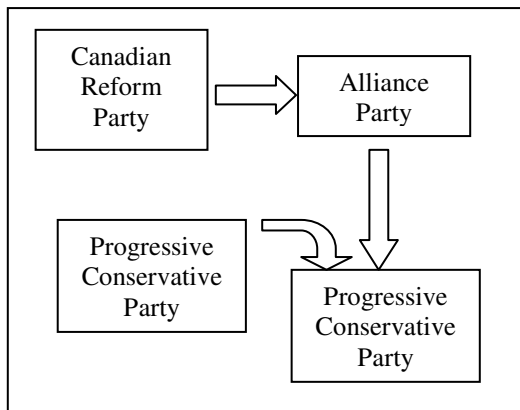 Canadian
Reform
Party
Alliance
Party
Progressive
Conservative
Party
Progressive
Conservative
Party